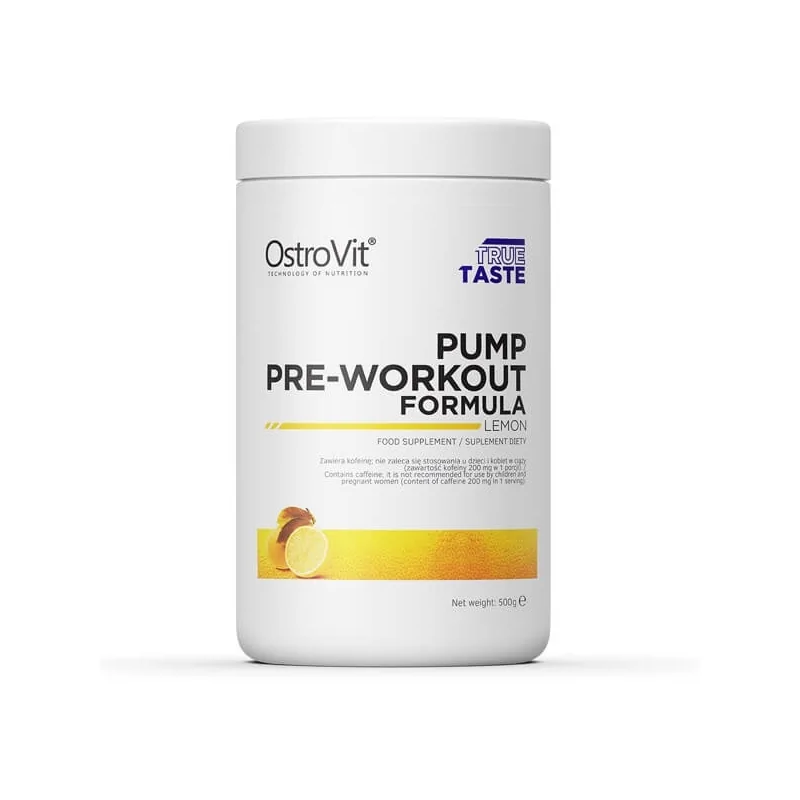 OstroVit®
TECHNOLOGY OF NUTRITION
TRUE
TASTE
PUMP
PRE-WORKOUT
FORMULA
LEMON
FOOD SUPPLEMENT / SUPLEMENT DIETY
Zawiera kofeinę; nie zaleca się stosowania u dzieci i kobiet w ciąży
(zawartość kofeiny 200 mg w 1 porcji). /
Contains caffeine, it is not recommended for use by children and
pregnant women (content of caffeine 200 mg in 1 serving).
Net weight: 500g ℮